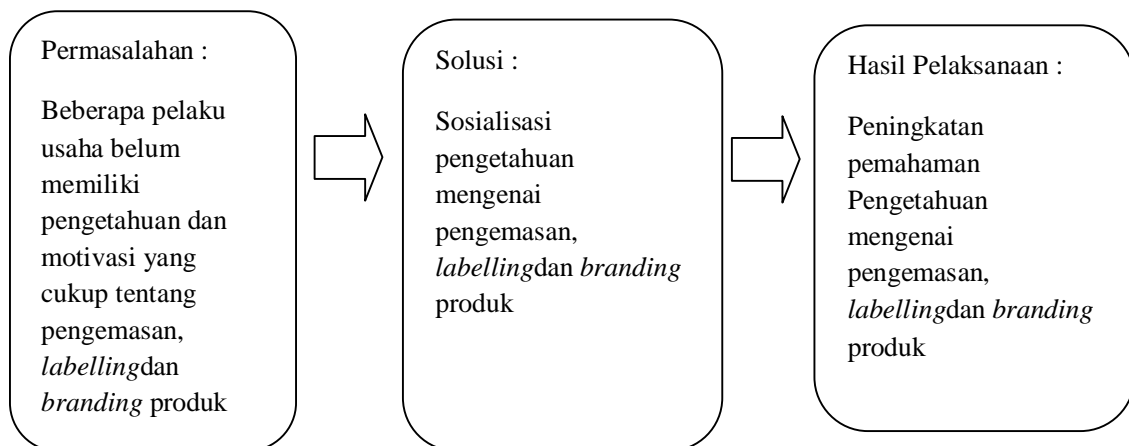 Permasalahan :
Beberapa pelaku
usaha belum
memiliki
pengetahuan dan
motivasi yang
cukup tentang
pengemasan,
labellingdan
branding produk
Solusi :
Sosialisasi
pengetahuan
mengenai
pengemasan,
labellingdan branding
produk
Hasil Pelaksanaan :
Peningkatan
pemahaman
Pengetahuan
mengenai
pengemasan,
labellingdan branding
produk